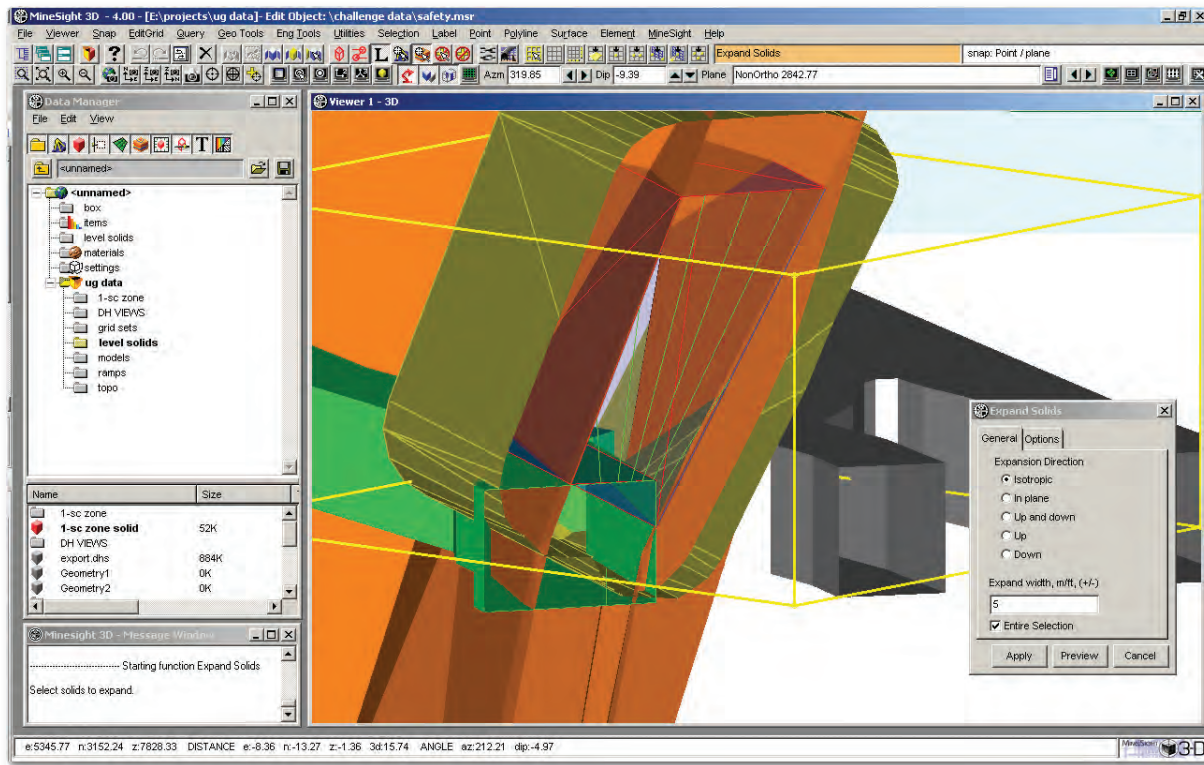 MineSight 3D - 4.00 - [E:\projects\ug data]- Edit Object: \challenge data\safety.msr
File Viewer Snap EditGrid Query Geo Tools Eng Tools Utilities Selection Label Point Polyline Surface Element MineSight Help
Expand Solids
snap: Point / plane
Azm 319.85 Dip -9.39 Plane NonOrtho 2842.77
Data Manager
File Edit View
<unnamed>
<unnamed>
box
items
level solids
materials
settings
ug data
1-sc zone
DH VIEWS
grid sets
level solids
models
ramps
topo
Name Size
1-sc zone
1-sc zone solid 52K
DH VIEWS
export.dhs 884K
Geometry1 0K
Geometry2 0K
Minesight 3D - Message Window
------------------------------ Starting function Expand Solids
Select solids to expand.
Viewer 1 - 3D
Expand Solids
General Options
Expansion Direction
Isotropic
In plane
Up and down
Up
Down
Expand width, m/ft, (+/-)
5
Entire Selection
Apply Preview Cancel
e:5345.77 n:3152.24 z:7828.33 DISTANCE e:-8.36 n:-13.27 z:-1.36 3d:15.74 ANGLE az:212.21 dip:-4.97
MineSight 3-D